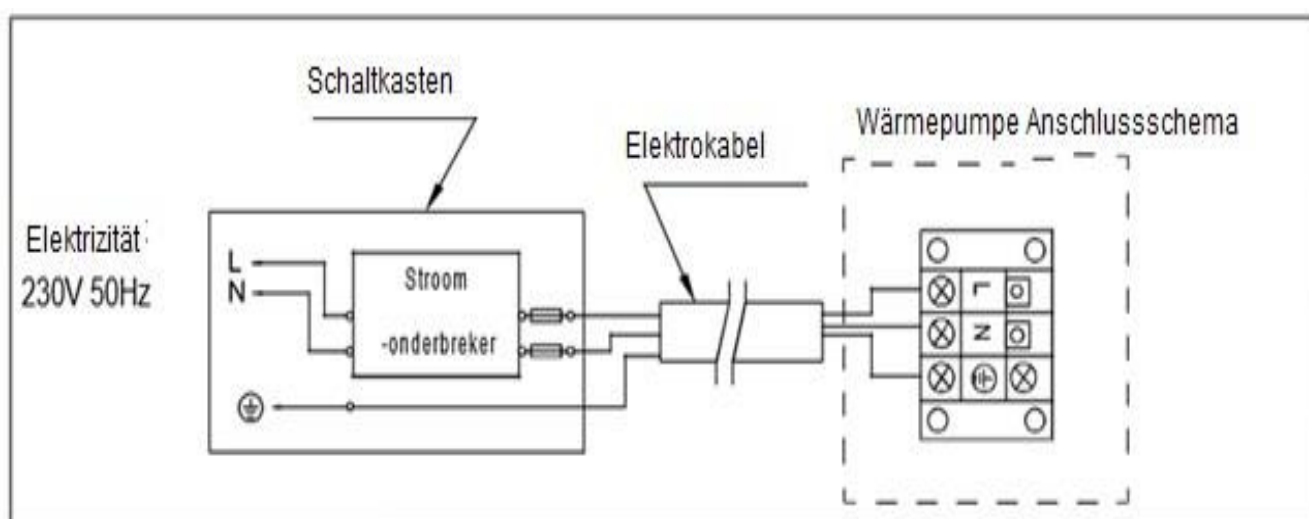 Schaltkasten
Wärmepumpe Anschlussschema
Elektrokabel
Elektrizität
230V 50Hz
L
N
Stroom
-onderbreker
L
N